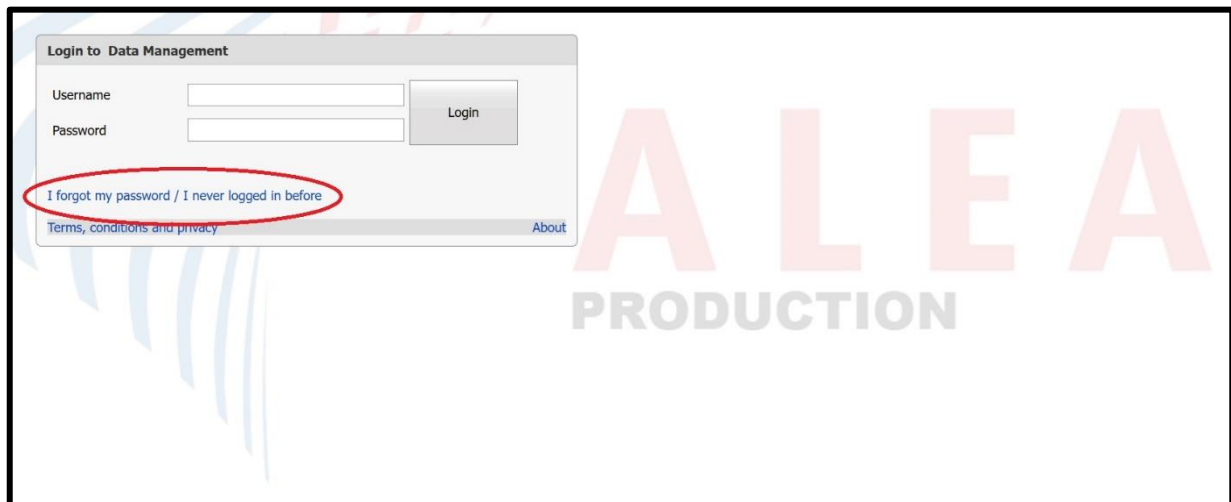 Login to Data Management
Username
Login
Password
I forgot my password / I never logged in before
Terms, conditions and privacy
About
ALEA
PRODUCTION